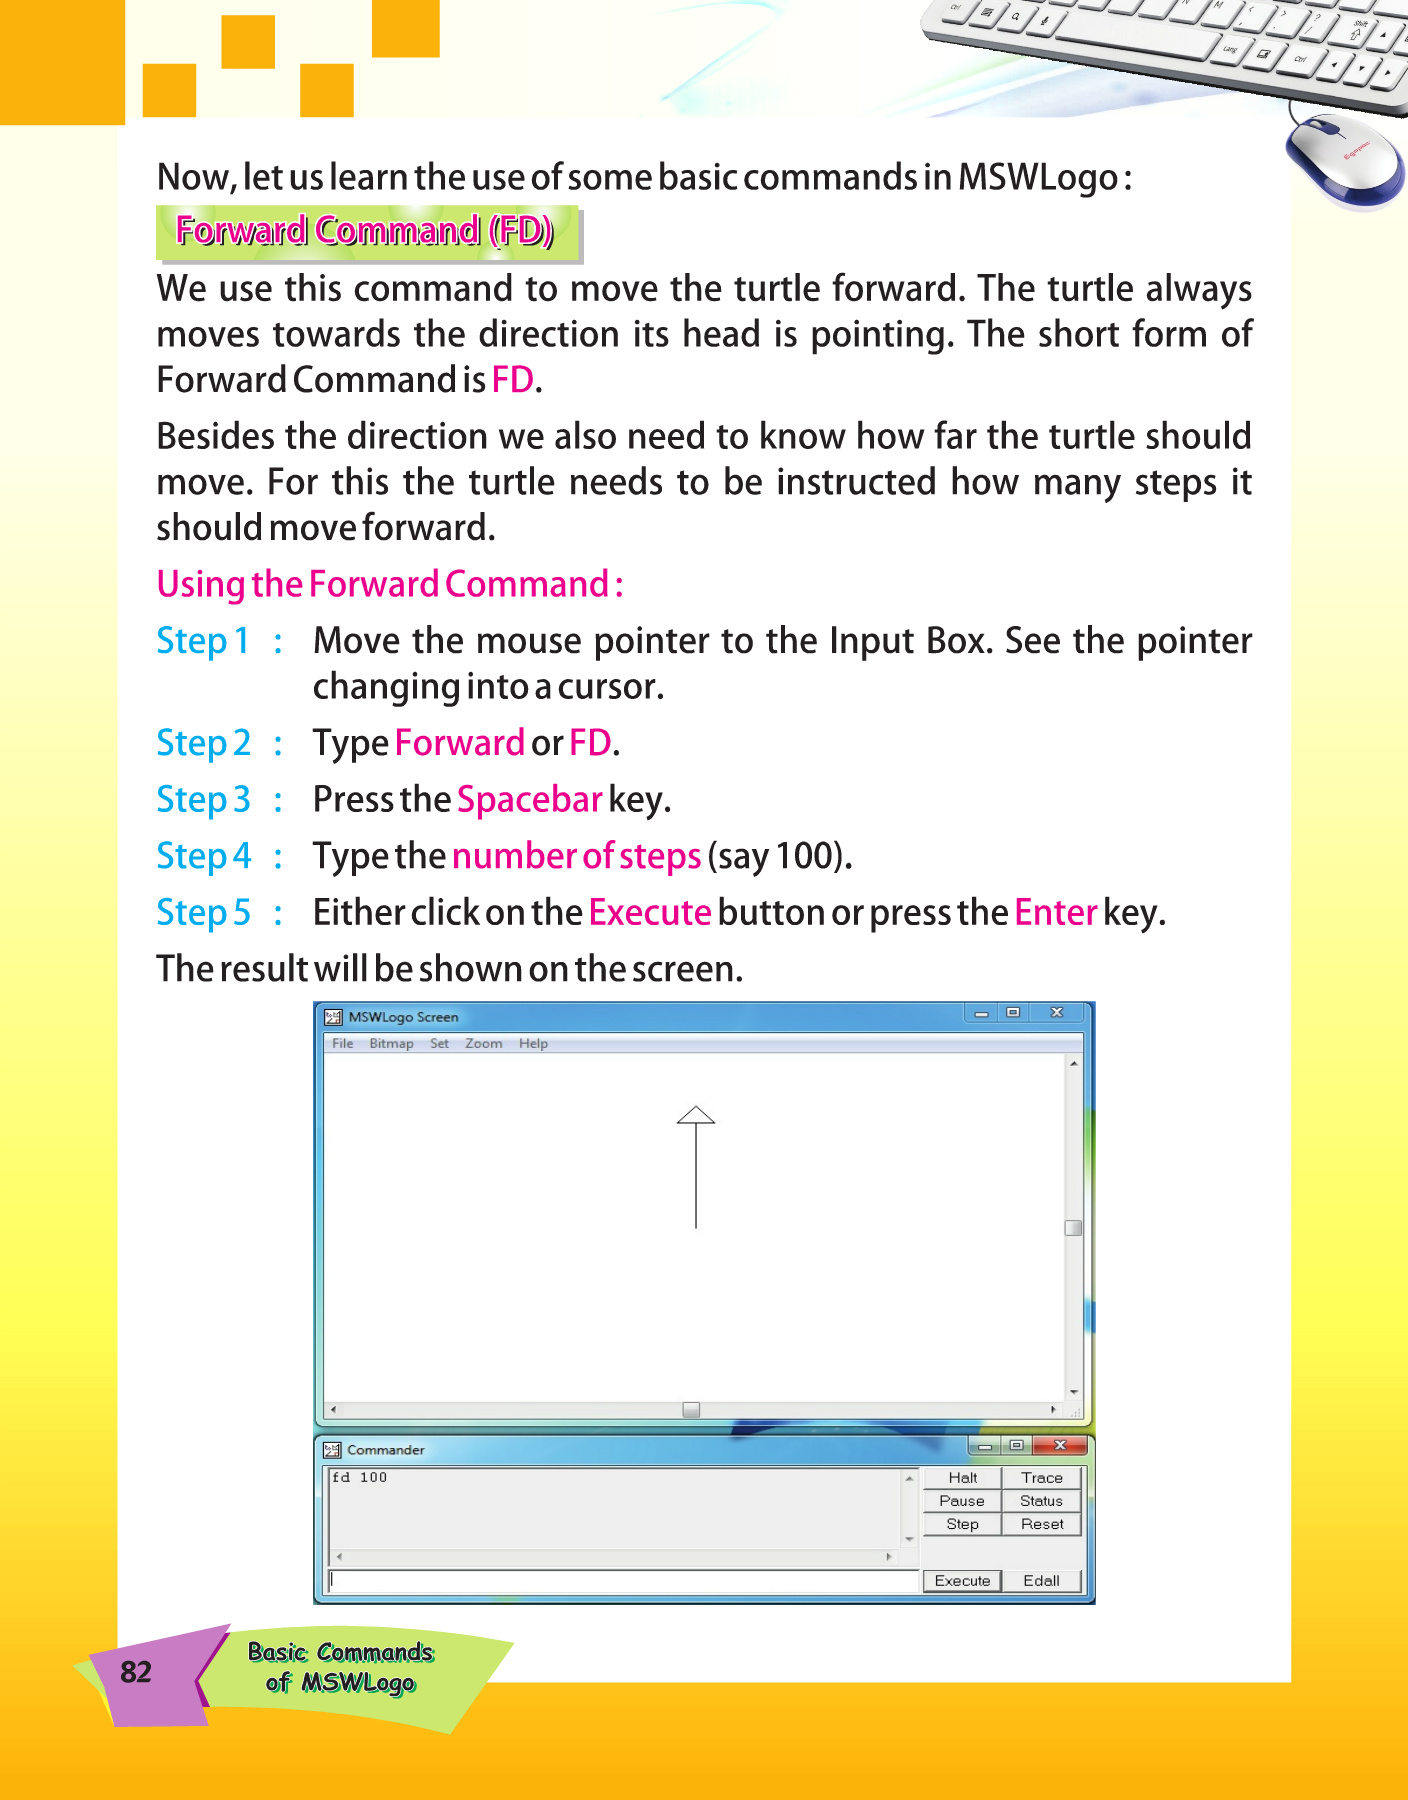 Now, let us learn the use of some basic commands in MSWLogo :
Forward Command (FD)
We use this command to move the turtle forward. The turtle always
moves towards the direction its head is pointing. The short form of
Forward Command is FD.
Besides the direction we also need to know how far the turtle should
move. For this the turtle needs to be instructed how many steps it
should move forward.
Using the Forward Command :
Step 1 : Move the mouse pointer to the Input Box. See the pointer
changing into a cursor.
Step 2 : Type Forward or FD.
Step 3 : Press the Spacebar key.
Step 4 : Type the number of steps (say 100).
Step 5 : Either click on the Execute button or press the Enter key.
The result will be shown on the screen.
MSWLogo Screen
File Bitmap Set Zoom Help
Commander
fd 100
Halt Trace
Pause Status
Step Reset
Execute Edall
82
Basic Commands
of MSWLogo